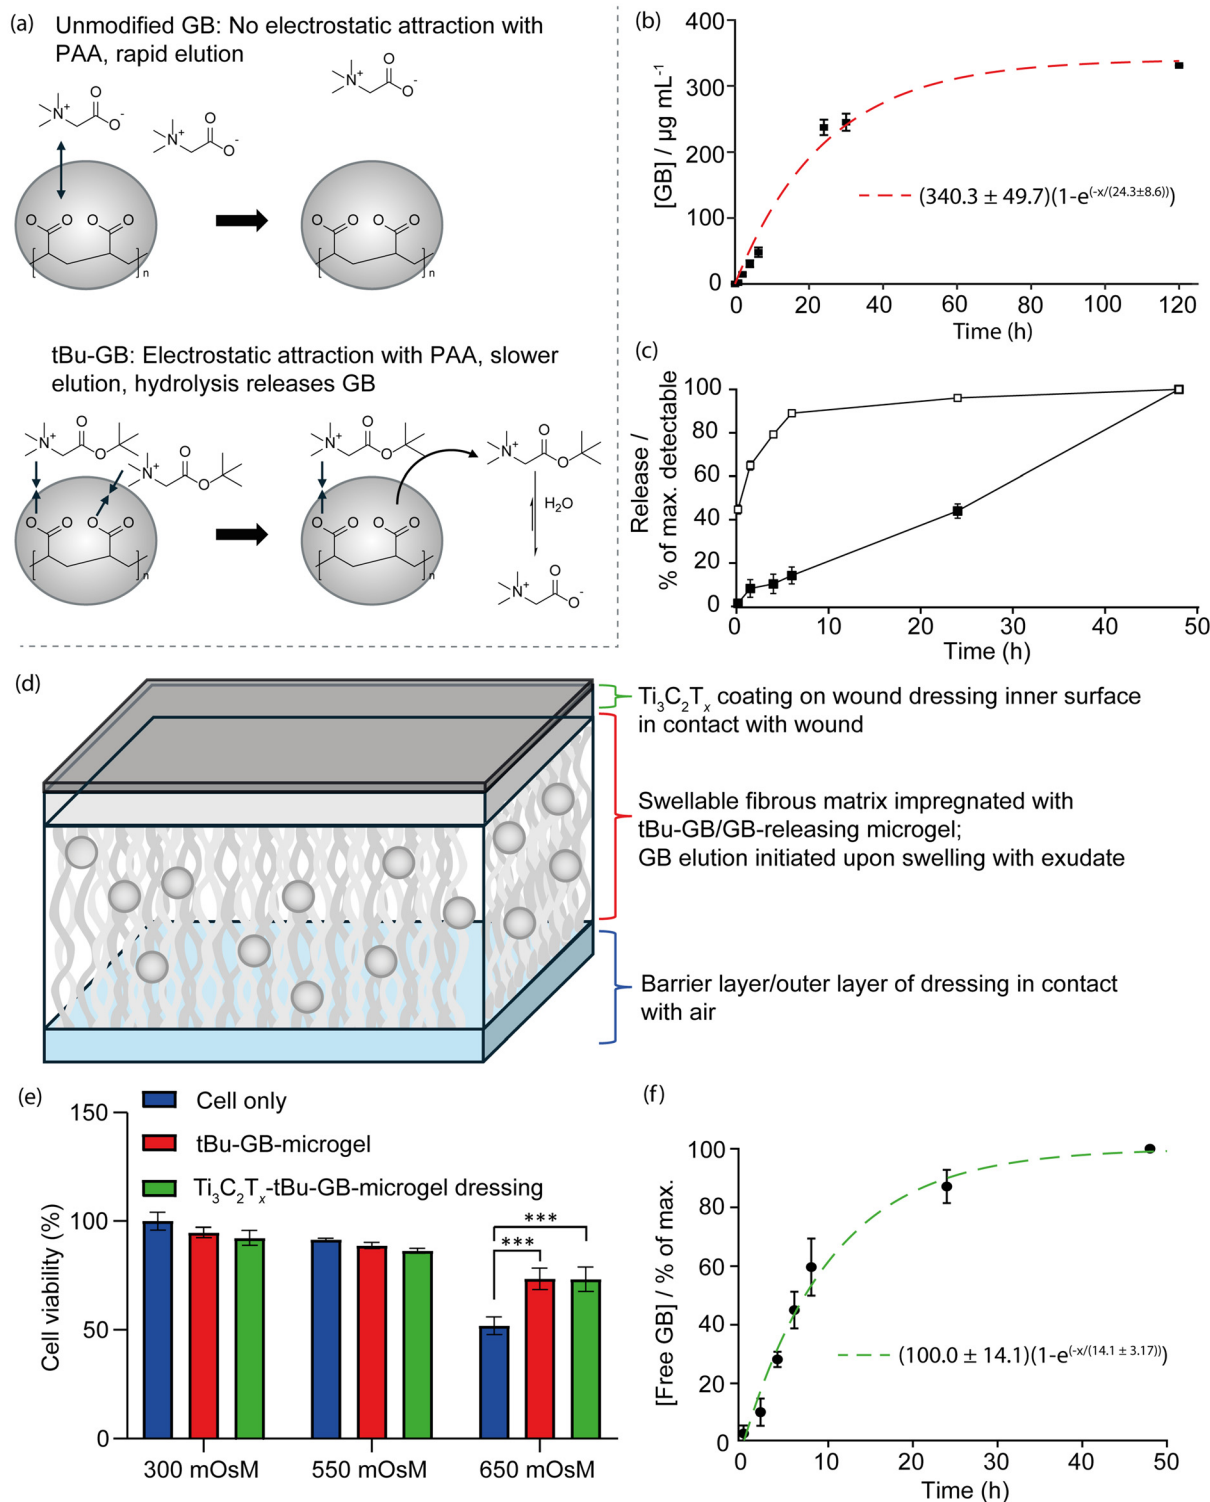 (a)
Unmodified GB: No electrostatic attraction with
PAA, rapid elution
N+
O
O-
N+
O
O-
N+
O
O-
O
O
O
O
n
O
O
O
O
n
tBu-GB: Electrostatic attraction with PAA, slower
elution, hydrolysis releases GB
N+
O
O
N+
O
O
N+
O
O
N+
O
O
H2O
N+
O
O-
O
O
O
O
n
O
O
O
O
n
(b)
400
300
200
100
0
[GB] / µg mL-1
0 20 40 60 80 100 120
Time (h)
(340.3 ± 49.7)(1-e(-x/(24.3±8.6)))
(c)
100
80
60
40
20
0
Release /
% of max. detectable
0 10 20 30 40 50
Time (h)
(d)
Ti3C2Tx coating on wound dressing inner surface
in contact with wound
Swellable fibrous matrix impregnated with
tBu-GB/GB-releasing microgel;
GB elution initiated upon swelling with exudate
Barrier layer/outer layer of dressing in contact
with air
(e)
Cell only
tBu-GB-microgel
Ti3C2Tx-tBu-GB-microgel dressing
150
100
50
0
Cell viability (%)
***
***
300 mOsM 550 mOsM 650 mOsM
(f)
100
80
60
40
20
0
[Free GB] / % of max.
(100.0 ± 14.1)(1-e(-x/(14.1 ± 3.17)))
0 10 20 30 40 50
Time (h)